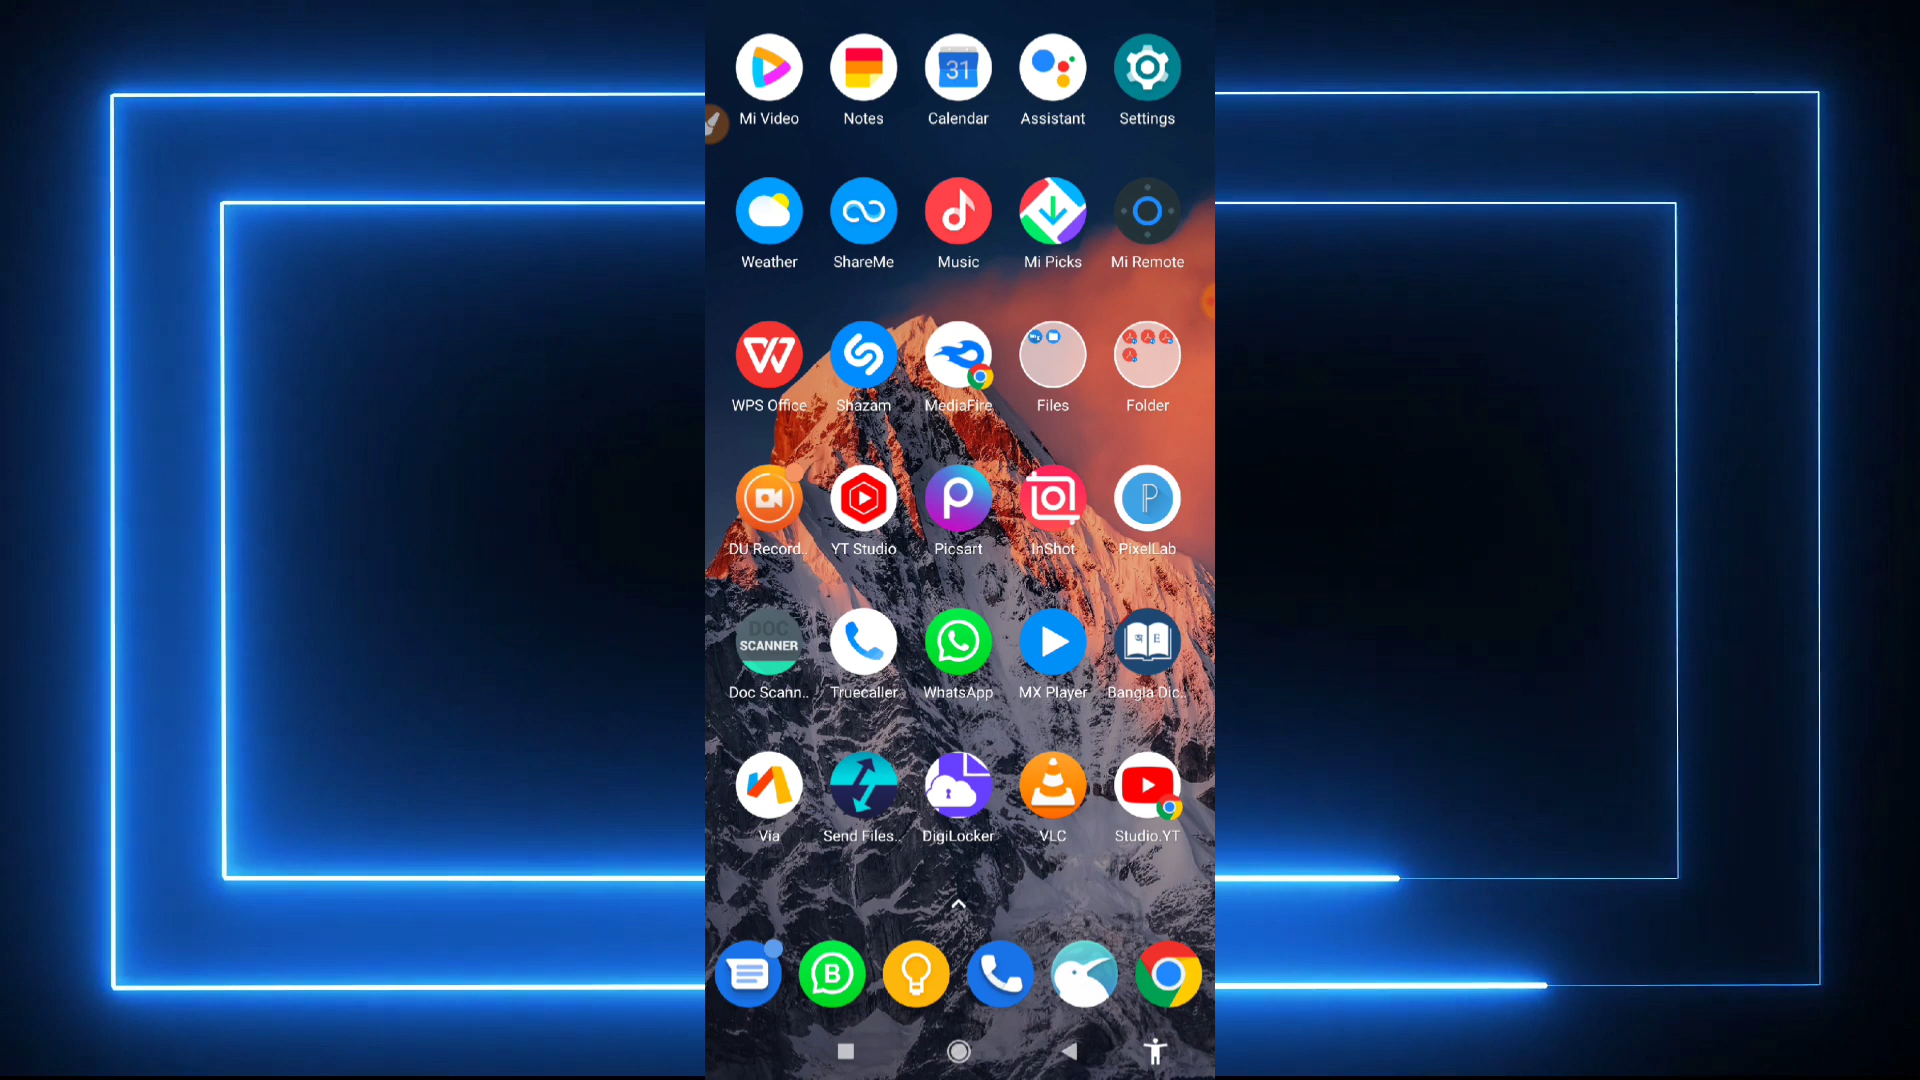 Mi Video Notes Calendar Assistant Settings
31
Weather ShareMe Music Mi Picks Mi Remote
WPS Office Shazam MediaFire Files Folder
DU Record.. YT Studio Picsart InShot PixelLab
DOC
SCANNER
অ E
Doc Scann.. Truecaller WhatsApp MX Player Bangla Dic..
Via Send Files.. DigiLocker VLC Studio.YT
B